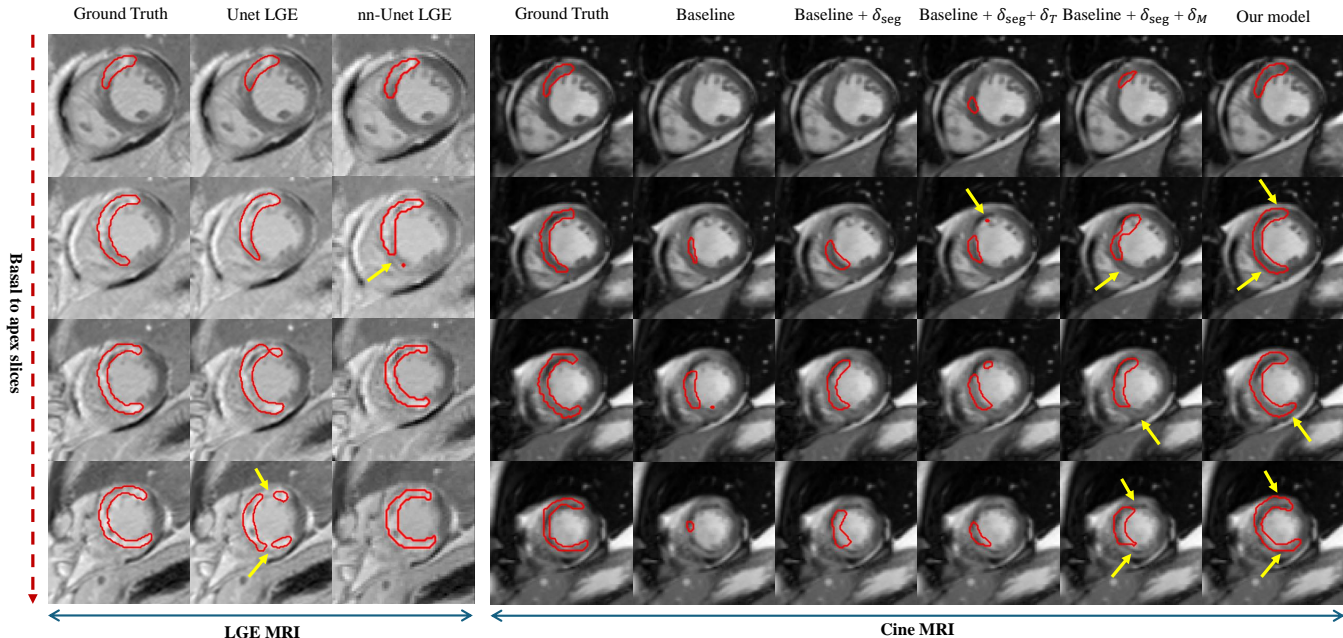 Ground Truth
Unet LGE
nn-Unet LGE
Ground Truth
Baseline
Baseline + δseg
Baseline + δseg+ δT
Baseline + δseg + δM
Our model
Basal to apex slices
LGE MRI
Cine MRI